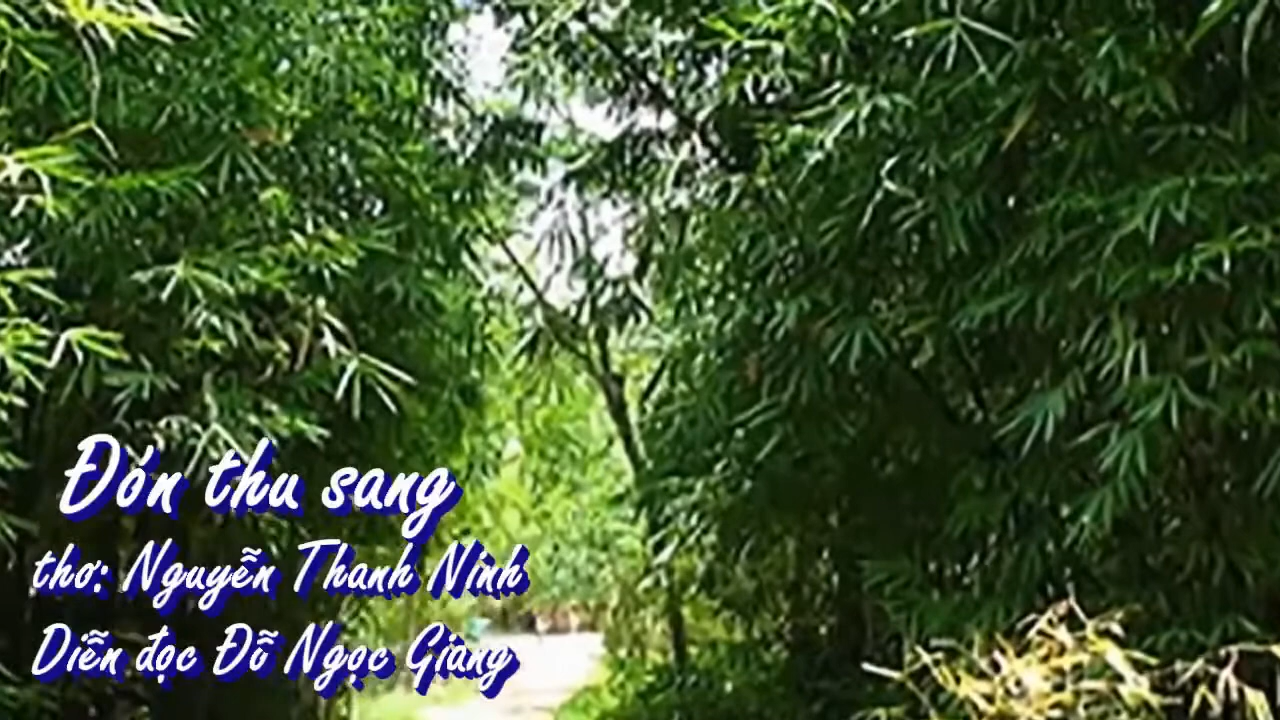 Đón thu sang
thơ: Nguyễn Thanh Ninh
Diễn đọc Đỗ Ngọc Giang